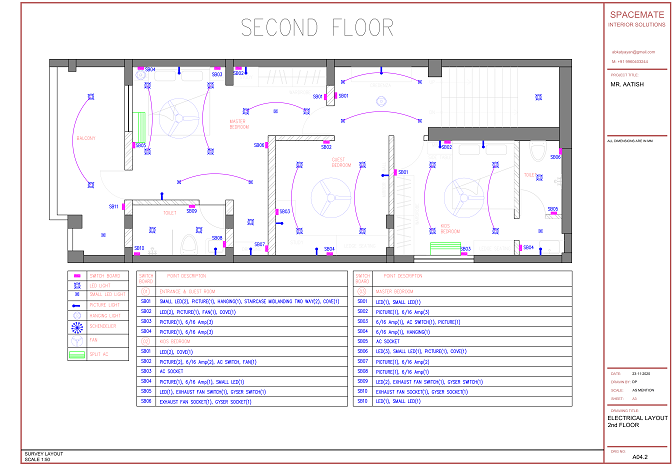 SECOND FLOOR
SPACEMATE
INTERIOR SOLUTIONS
PROJECT TITLE:
MR. AATISH
ALL DIMENSIONS ARE IN MM
SB04
SB03
SB02
SB01
SB01
MASTER
BEDROOM
BALCONY
SB05
SB06
SB02
GUEST
BEDROOM
SB02
SB06
SB01
TOILET
SB11
TOILET
SB09
SB03
SB05
KIDS
BEDROOM
SB08
SB10
SB07
SB04
SB03
SB04
SWITCH BOARD
LED LIGHT
SMALL LED LIGHT
PICTURE LIGHT
HANGING LIGHT
SCHENDELIER
FAN
SPLIT AC
SWITCH BOARD POINT DESCRIPTION
ENTRANCE & GUEST ROOM
SB01 SMALL LED(2), PICTURE(1), HANGING(1), STAIRCASE MIDLANDING TWO WAY(2), COVE(1)
SB02 LED(2), PICTURE(1), FAN(1), COVE(1)
SB03 PICTURE(1), 6/16 Amp(2)
SB04 PICTURE(1), 6/16 Amp(2)
KIDS BEDROOM
SB01 LED(2), COVE(1)
SB02 PICTURE(2), 6/16 Amp(2), AC SWITCH, FAN(1)
SB03 AC SOCKET
SB04 PICTURE(1), 6/16 Amp(1), SMALL LED(1)
SB05 LED(1), EXHAUST FAN SWITCH(1), GYSER SWITCH(1)
SB06 EXHAUST FAN SOCKET(1), GYSER SOCKET(1)
SWITCH BOARD POINT DESCRIPTION
MASTER BEDROOM
SB01 LED(1), SMALL LED(1)
SB02 PICTURE(1), 6/16 Amp(3)
SB03 6/16 Amp(1), AC SWITCH(1), PICTURE(1)
SB04 6/16 Amp(1), HANGING(1)
SB05 AC SOCKET
SB06 LED(3), SMALL LED(1), PICTURE(1), COVE(1)
SB07 PICTURE(1), 6/16 Amp(2)
SB08 PICTURE(1), 6/16 Amp(1)
SB09 LED(2), EXHAUST FAN SWITCH(1), GYSER SWITCH(1)
SB10 EXHAUST FAN SOCKET(1), GYSER SOCKET(1)
SB10 LED(1), SMALL LED(1)
DATE: 23-11-2025
DRAWN BY: DP
SCALE: AS MENTION
SHEET: A3
DRAWING TITLE:
ELECTRICAL LAYOUT
2nd FLOOR
DRG NO:
A04.2
SURVEY LAYOUT
SCALE 1:50